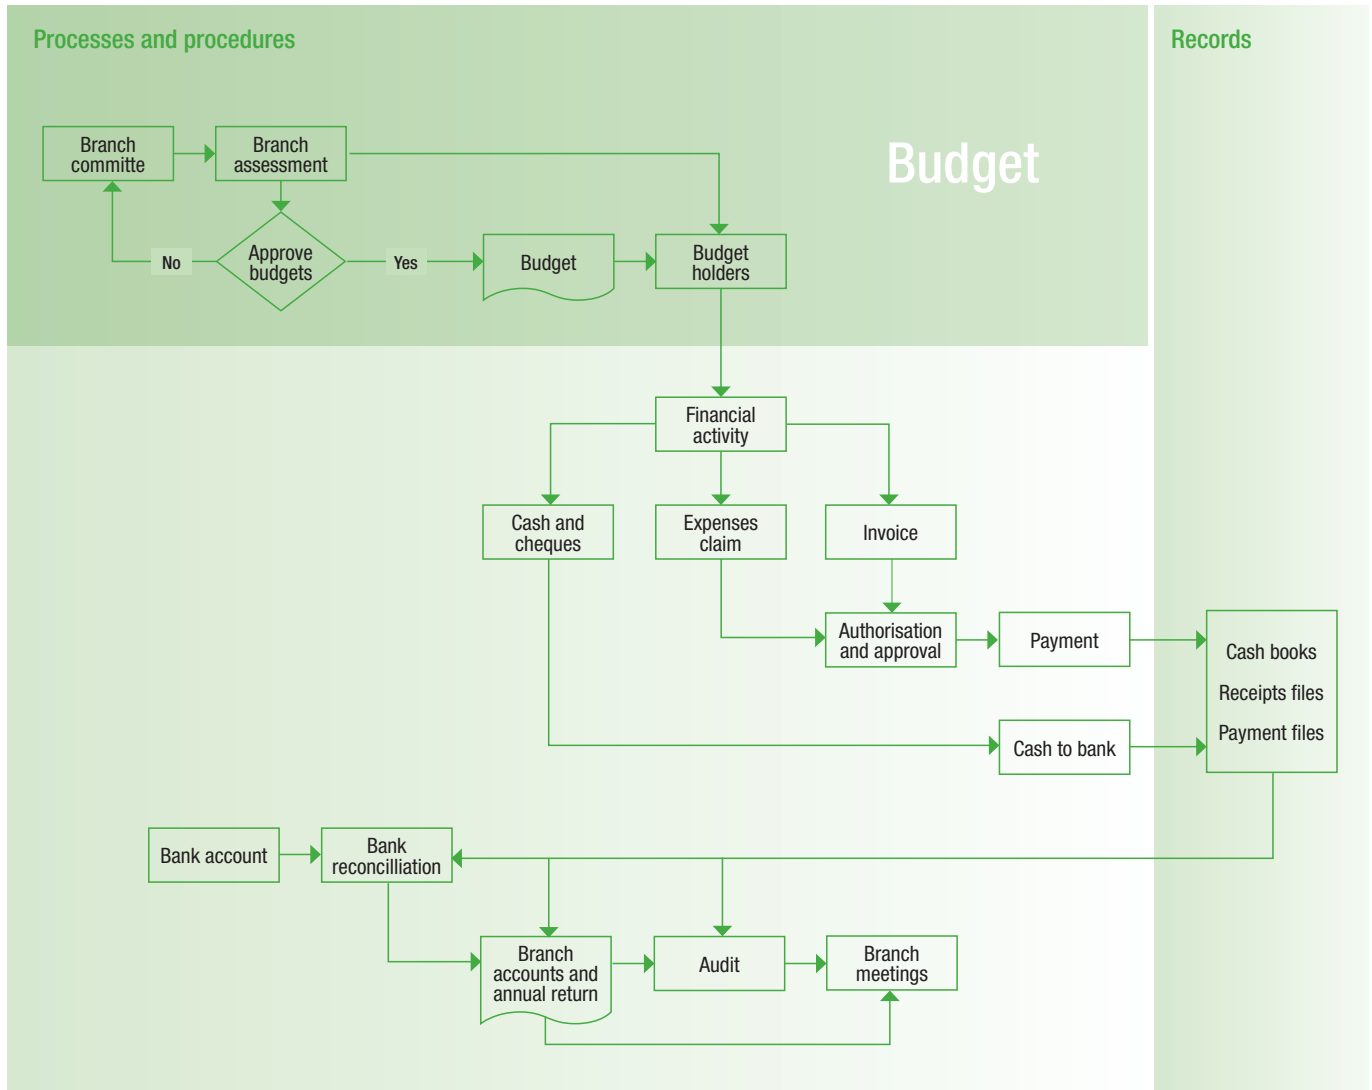 Processes and procedures
Records
Budget
Branch
committe
Branch
assessment
Approve
budgets
No
Yes
Budget
Budget
holders
Financial
activity
Cash and
cheques
Expenses
claim
Invoice
Authorisation
and approval
Payment
Cash books
Receipts files
Payment files
Cash to bank
Bank account
Bank
reconcilliation
Branch
accounts and
annual return
Audit
Branch
meetings